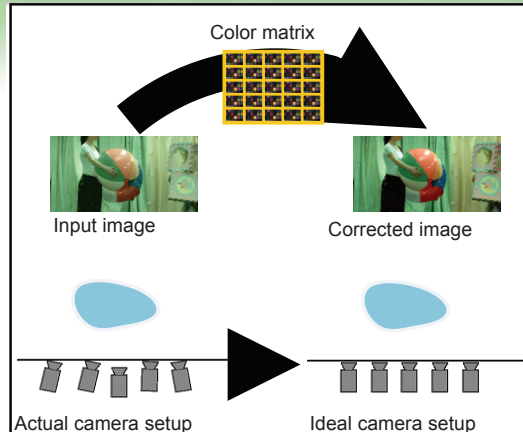 Color matrix
Input image
Corrected image
Actual camera setup
Ideal camera setup